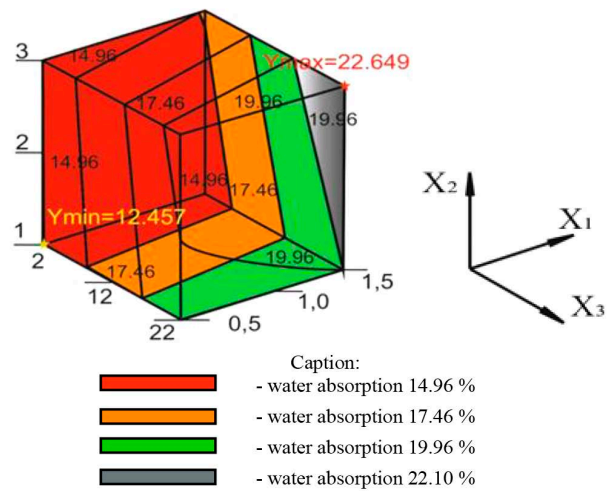 3
14.96
Ymax=22.649
17.46
19.96
19.96
2
14.96
14.96
17.46
Ymin=12.457
1
2
17.46
19.96
12
1,5
1,0
22
0,5
X2
X1
X3
Caption:
- water absorption 14.96 %
- water absorption 17.46 %
- water absorption 19.96 %
- water absorption 22.10 %